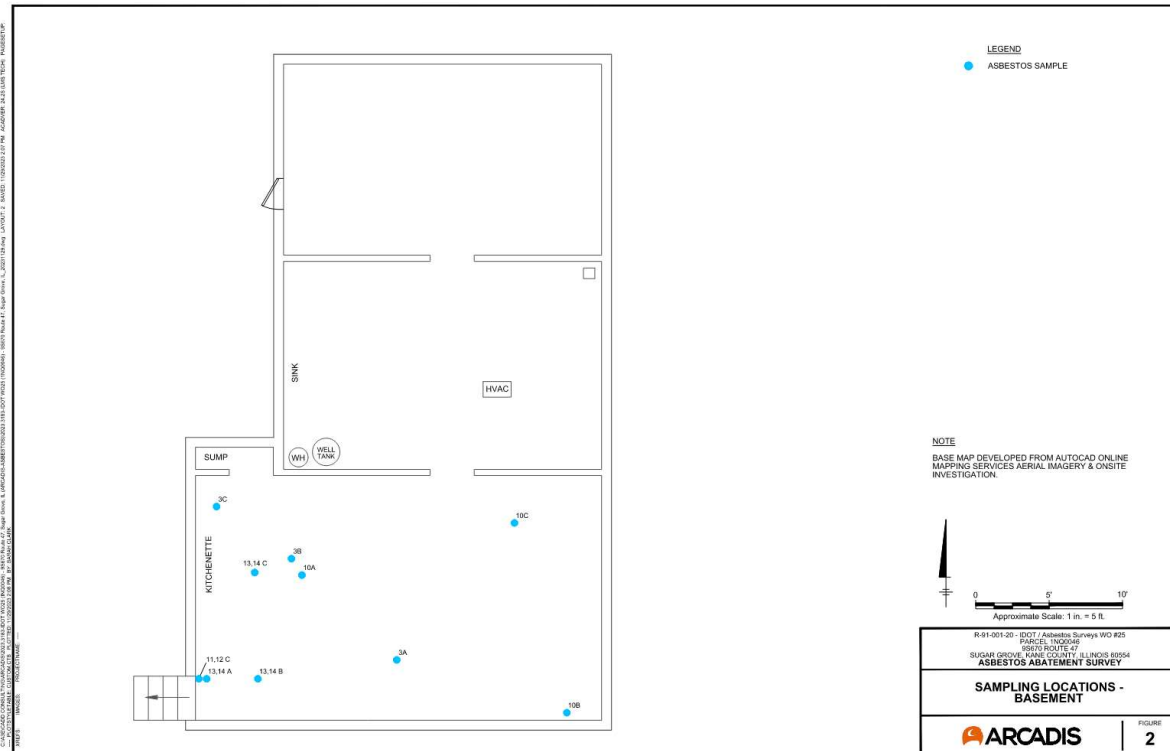 LEGEND
ASBESTOS SAMPLE
SINK
HVAC
SUMP
WH
WELL
TANK
3C
10C
KITCHENETTE
3B
13,14 C
10A
3A
11,12 C
13,14 A
13,14 B
10B
NOTE
BASE MAP DEVELOPED FROM AUTOCAD ONLINE
MAPPING SERVICES AERIAL IMAGERY & ONSITE
INVESTIGATION.
0 5' 10'
Approximate Scale: 1 in. = 5 ft.
R-91-001-20 - IDOT / Asbestos Surveys WO #25
PARCEL 1NQ0046
9S670 ROUTE 47
SUGAR GROVE, KANE COUNTY, ILLINOIS 60554
ASBESTOS ABATEMENT SURVEY
SAMPLING LOCATIONS -
BASEMENT
ARCADIS
FIGURE
2